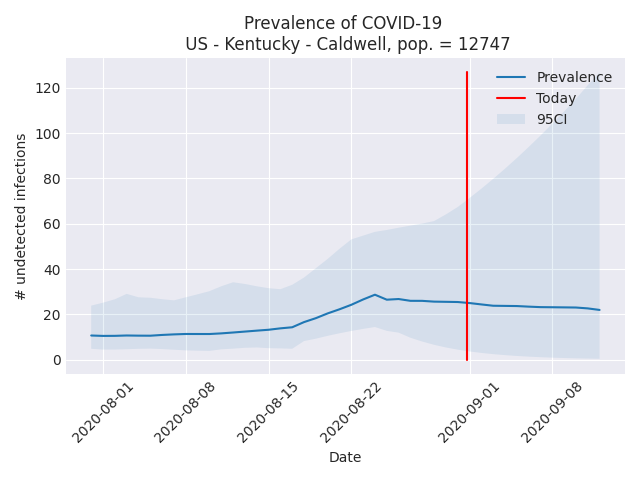 Prevalence of COVID-19
US - Kentucky - Caldwell, pop. = 12747
Prevalence
Today
95CI
120
100
80
60
40
20
0
# undetected infections
2020-08-01
2020-08-08
2020-08-15
2020-08-22
2020-09-01
2020-09-08
Date